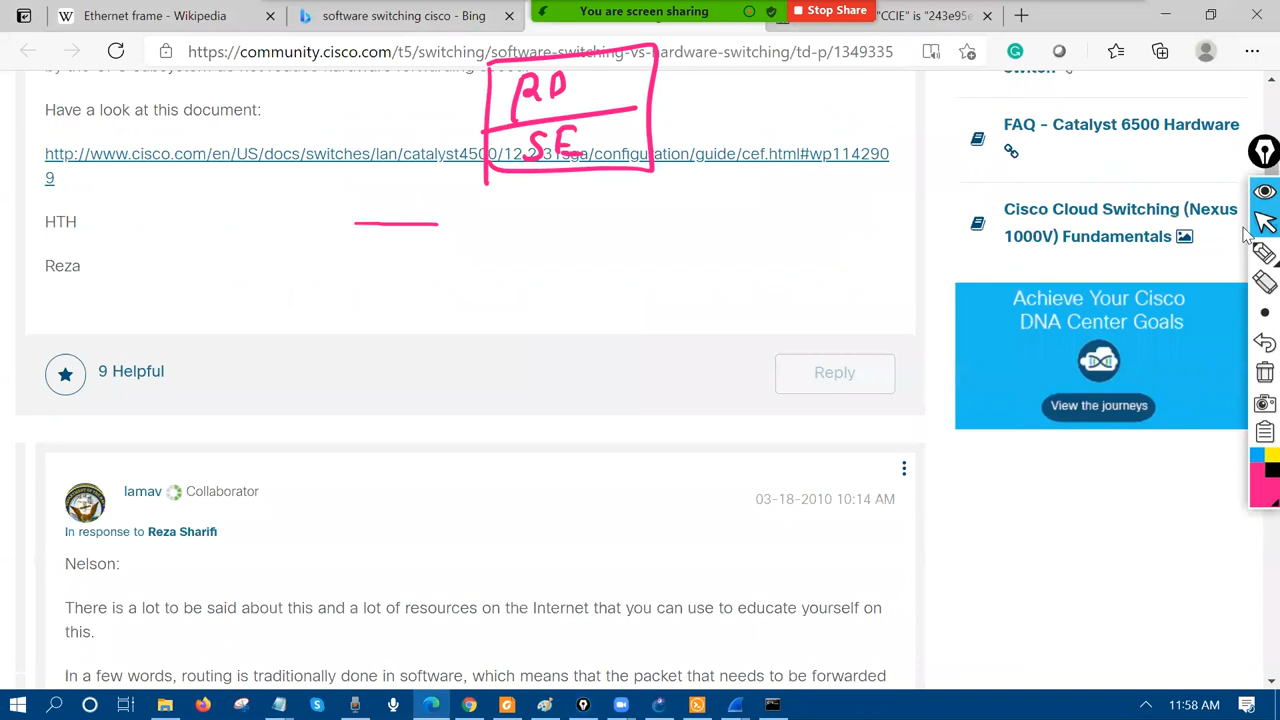 Ethernet frame - Wikip
software switching cisco - Bing
You are screen sharing
Stop Share
"CCIE" is "243e95e
https://community.cisco.com/t5/switching/software-switching-vs-hardware-switching/td-p/1349335
Have a look at this document:
http://www.cisco.com/en/US/docs/switches/lan/catalyst4500/12.2/31sga/configuration/guide/cef.html#wp114290
9
HTH
Reza
RD
SE
9 Helpful
Reply
lamav Collaborator
03-18-2010 10:14 AM
In response to Reza Sharifi
Nelson:
There is a lot to be said about this and a lot of resources on the Internet that you can use to educate yourself on
this.
In a few words, routing is traditionally done in software, which means that the packet that needs to be forwarded
Switch
FAQ - Catalyst 6500 Hardware
Cisco Cloud Switching (Nexus
1000V) Fundamentals
Achieve Your Cisco
DNA Center Goals
View the journeys
11:58 AM